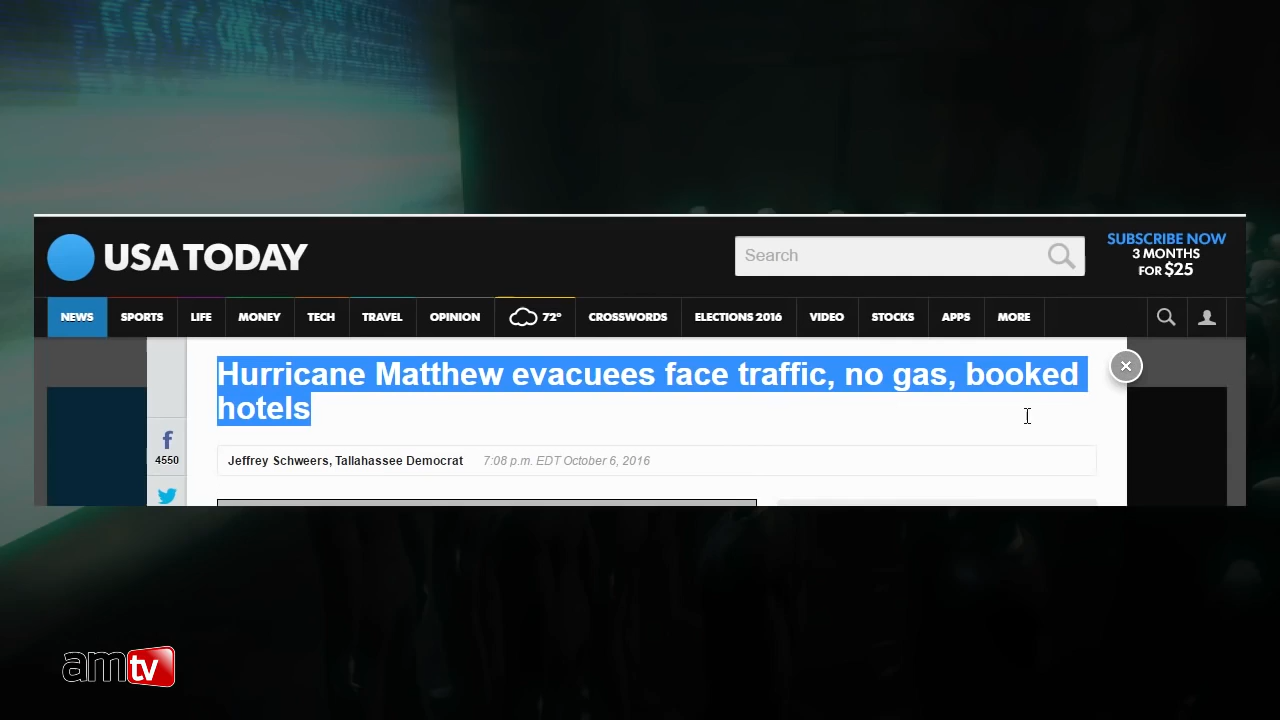 USA TODAY
Search
SUBSCRIBE NOW
3 MONTHS
FOR $25
NEWS SPORTS LIFE MONEY TECH TRAVEL OPINION 72° CROSSWORDS ELECTIONS 2016 VIDEO STOCKS APPS MORE
Hurricane Matthew evacuees face traffic, no gas, booked
hotels
f
4550
Jeffrey Schweers, Tallahassee Democrat 7:08 p.m. EDT October 6, 2016
amtv